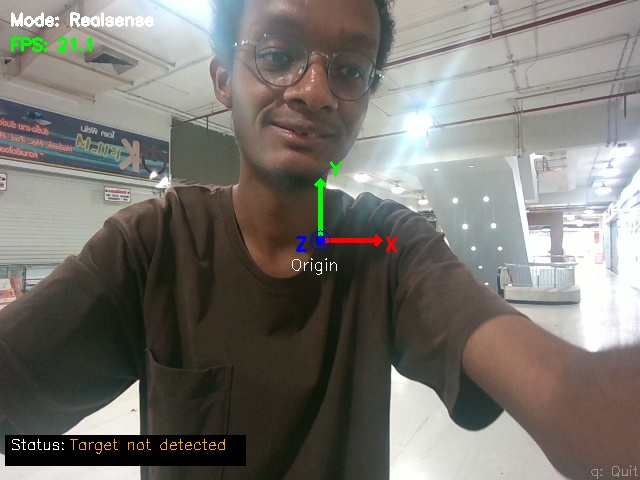 Mode: Realsense
FPS: 21.1
Y
Z
X
Origin
Status: Target not detected
q: Quit